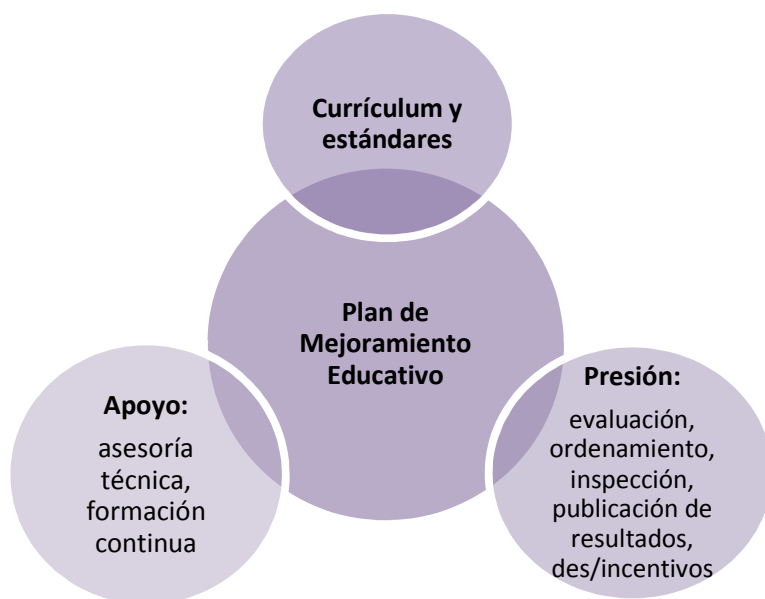 Currículum y
estándares
Plan de
Mejoramiento
Educativo
Apoyo:
asesoría
técnica,
formación
continua
Presión:
evaluación,
ordenamiento,
inspección,
publicación de
resultados,
des/incentivos